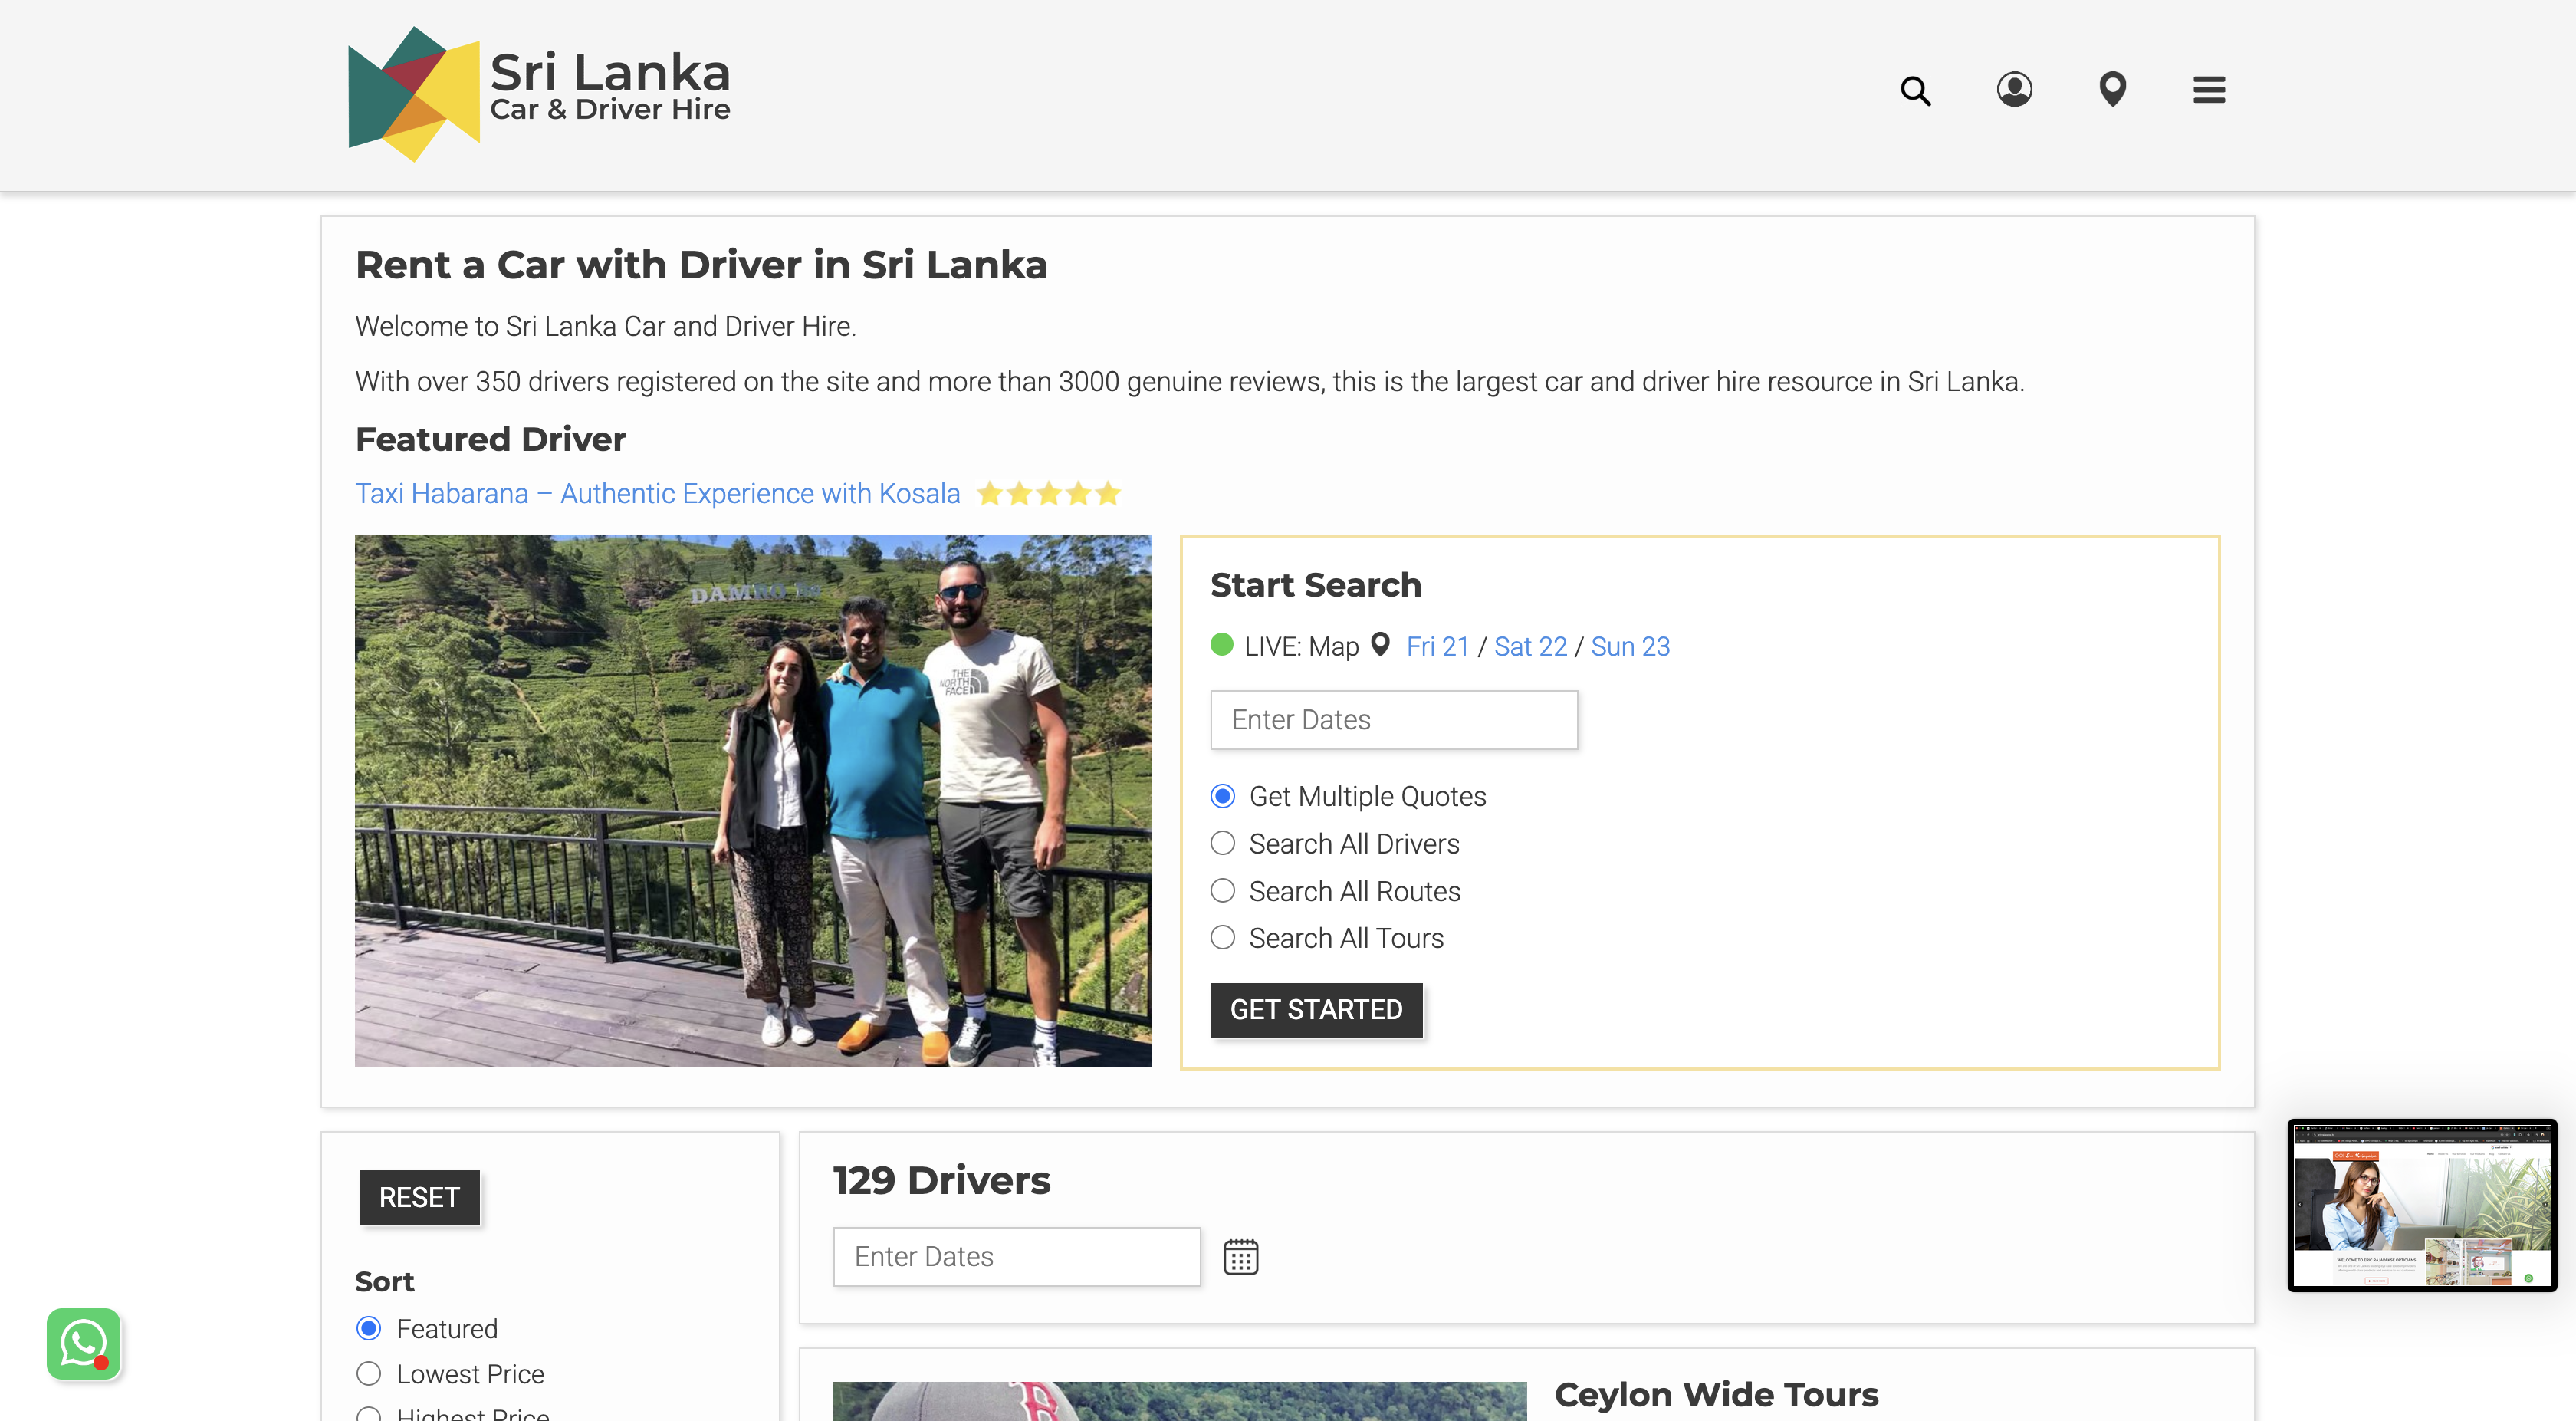 Sri Lanka
Car & Driver Hire
Rent a Car with Driver in Sri Lanka
Welcome to Sri Lanka Car and Driver Hire.
With over 350 drivers registered on the site and more than 3000 genuine reviews, this is the largest car and driver hire resource in Sri Lanka.
Featured Driver
Taxi Habarana – Authentic Experience with Kosala
DAMRO
THE
NORTH
FACE
Start Search
LIVE: Map Fri 21 / Sat 22 / Sun 23
Enter Dates
Get Multiple Quotes
Search All Drivers
Search All Routes
Search All Tours
GET STARTED
RESET
Sort
Featured
Lowest Price
Highest Price
129 Drivers
Enter Dates
B
Ceylon Wide Tours
WELCOME TO ERIC RAJAPAKSE OPTICIANS